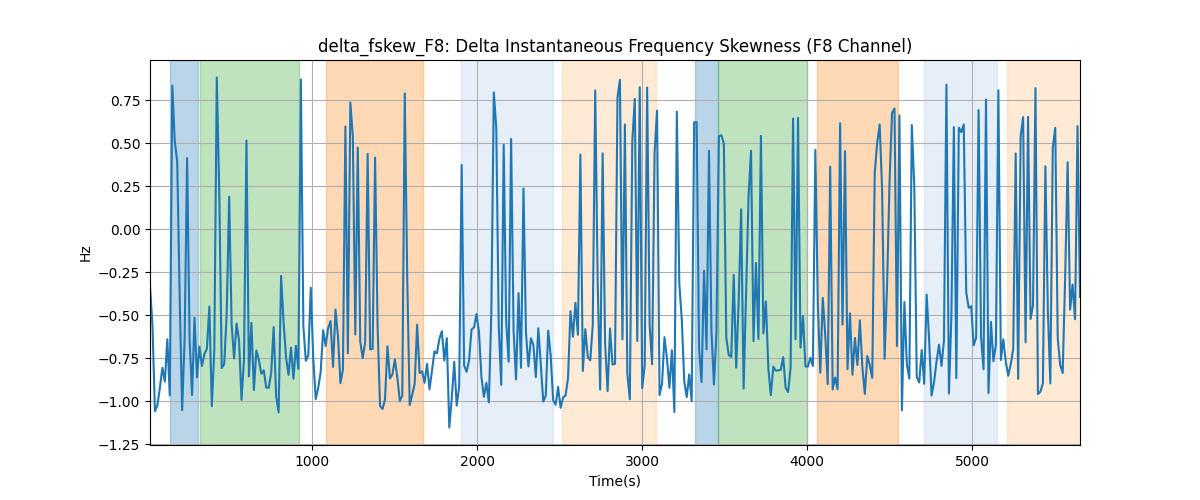 delta_fskew_F8: Delta Instantaneous Frequency Skewness (F8 Channel)
0.75
0.50
0.25
0.00
−0.25
−0.50
−0.75
−1.00
−1.25
Hz
1000 2000 3000 4000 5000
Time(s)